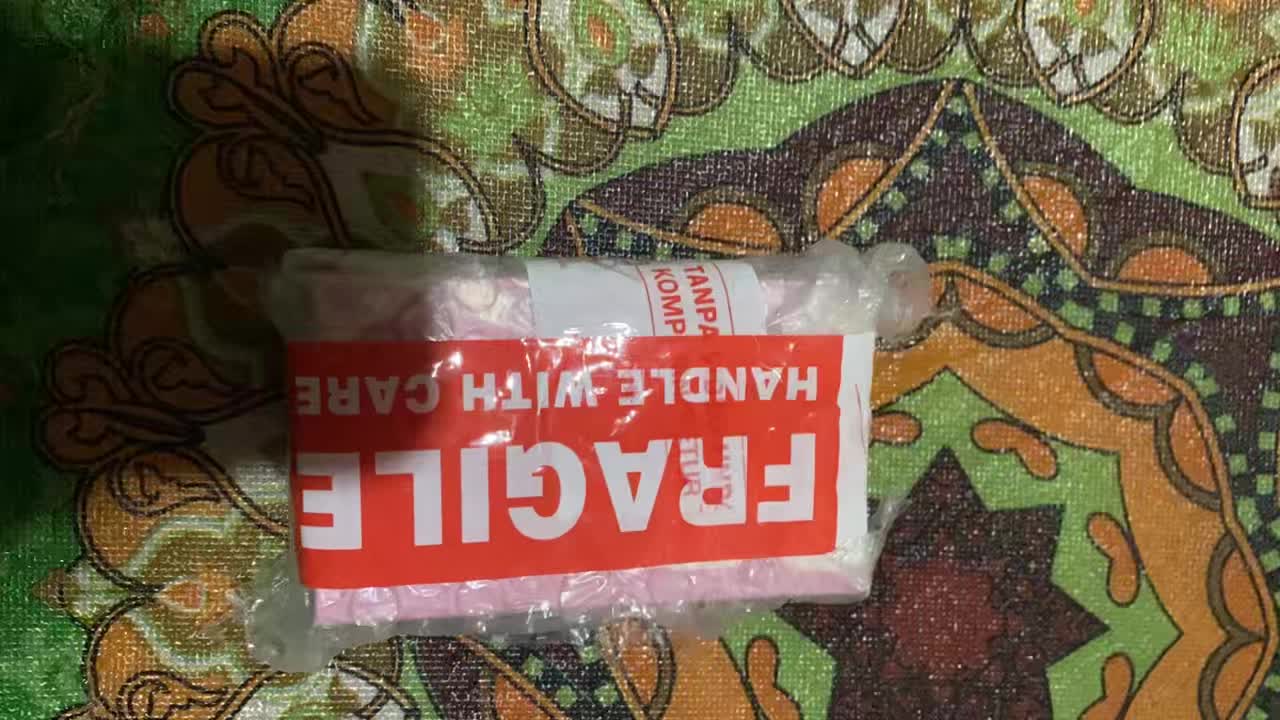 FRAGILE
HANDLE WITH CARE
TANPA
KOMP